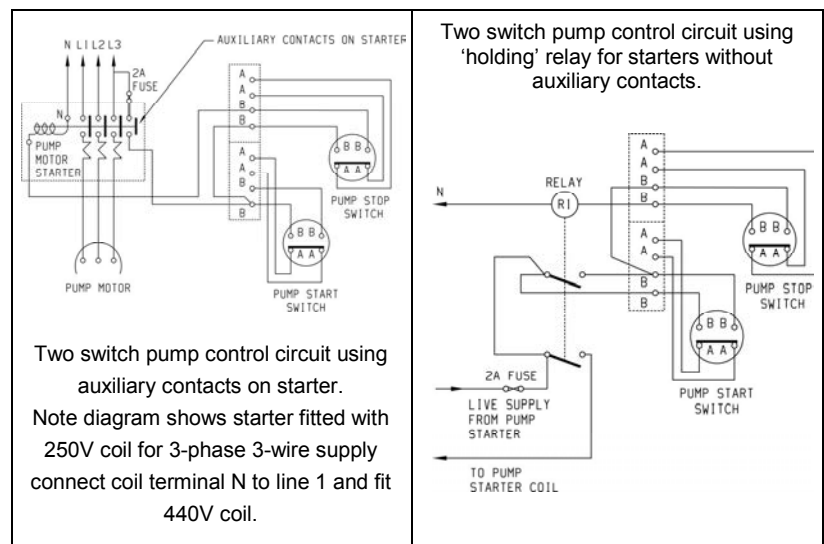 N L1 L2 L3
AUXILIARY CONTACTS ON STARTER
2A
FUSE
N
PUMP
MOTOR
STARTER
A
A
B
B
A
A
B
B
B B
A A
PUMP STOP
SWITCH
B B
A A
PUMP START
SWITCH
PUMP MOTOR
Two switch pump control circuit using
auxiliary contacts on starter.
Note diagram shows starter fitted with
250V coil for 3-phase 3-wire supply
connect coil terminal N to line 1 and fit
440V coil.
Two switch pump control circuit using
‘holding’ relay for starters without
auxiliary contacts.
N
RELAY
R1
A
A
B
B
A
A
B
B
B B
A A
PUMP STOP
SWITCH
B B
A A
PUMP START
SWITCH
2A FUSE
LIVE SUPPLY
FROM PUMP
STARTER
TO PUMP
STARTER COIL